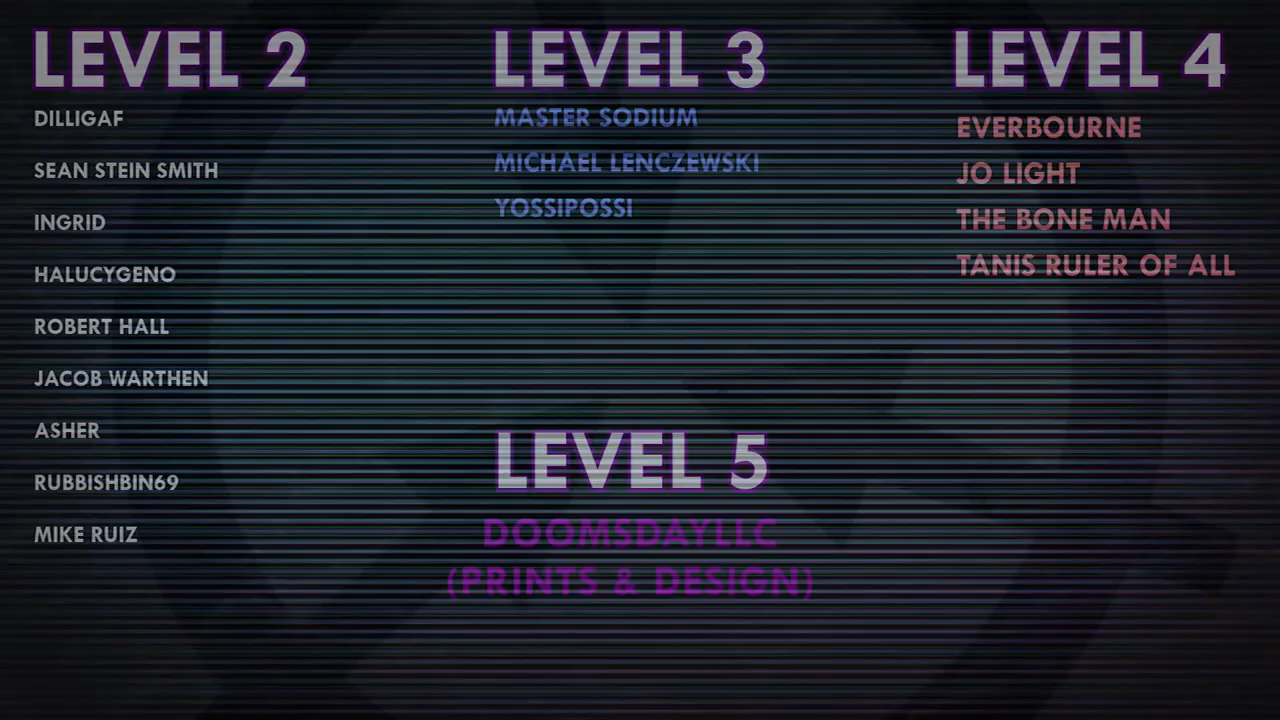 LEVEL 2
DILLIGAF
SEAN STEIN SMITH
INGRID
HALUCYGENO
ROBERT HALL
JACOB WARTHEN
ASHER
RUBBISHBIN69
MIKE RUIZ
LEVEL 3
MASTER SODIUM
MICHAEL LENCZEWSKI
YOSSIPOSSI
LEVEL 4
EVERBOURNE
JO LIGHT
THE BONE MAN
TANIS RULER OF ALL
LEVEL 5
DOOMSDAYLLC
(PRINTS & DESIGN)